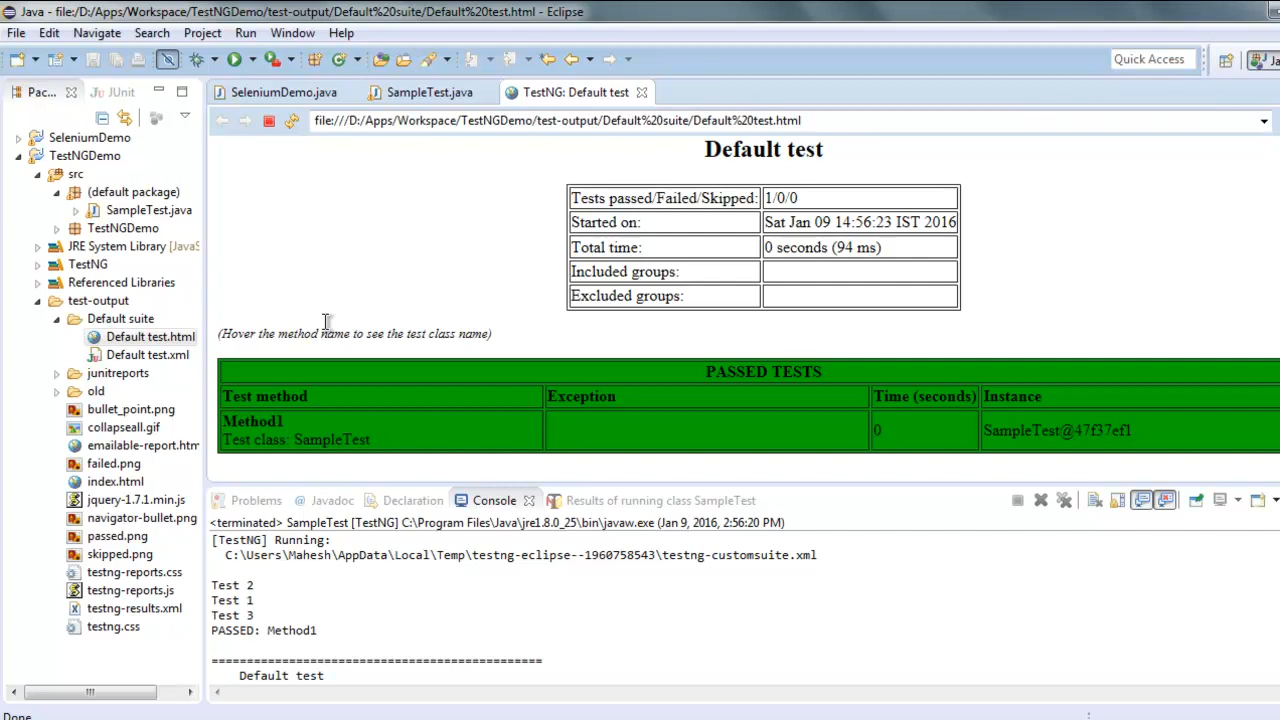 Java - file:/D:/Apps/Workspace/TestNGDemo/test-output/Default%20suite/Default%20test.html - Eclipse
File Edit Navigate Search Project Run Window Help
Quick Access
Pac... JUnit
SeleniumDemo.java SampleTest.java TestNG: Default test
file:///D:/Apps/Workspace/TestNGDemo/test-output/Default%20suite/Default%20test.html
SeleniumDemo
TestNGDemo
src
(default package)
SampleTest.java
TestNGDemo
JRE System Library [JavaS
TestNG
Referenced Libraries
test-output
Default suite
Default test.html
Default test.xml
junitreports
old
bullet_point.png
collapseall.gif
emailable-report.htm
failed.png
index.html
jquery-1.7.1.min.js
navigator-bullet.png
passed.png
skipped.png
testng-reports.css
testng-reports.js
testng-results.xml
testng.css
Default test
Tests passed/Failed/Skipped: 1/0/0
Started on: Sat Jan 09 14:56:23 IST 2016
Total time: 0 seconds (94 ms)
Included groups:
Excluded groups:
(Hover the method name to see the test class name)
PASSED TESTS
Test method Exception Time (seconds) Instance
Method1
Test class: SampleTest 0 SampleTest@47f37ef1
Problems Javadoc Declaration Console Results of running class SampleTest
<terminated> SampleTest [TestNG] C:\Program Files\Java\jre1.8.0_25\bin\javaw.exe (Jan 9, 2016, 2:56:20 PM)
[TestNG] Running:
C:\Users\Mahesh\AppData\Local\Temp\testng-eclipse--1960758543\testng-customsuite.xml
Test 2
Test 1
Test 3
PASSED: Method1
===============================================
Default test
Done